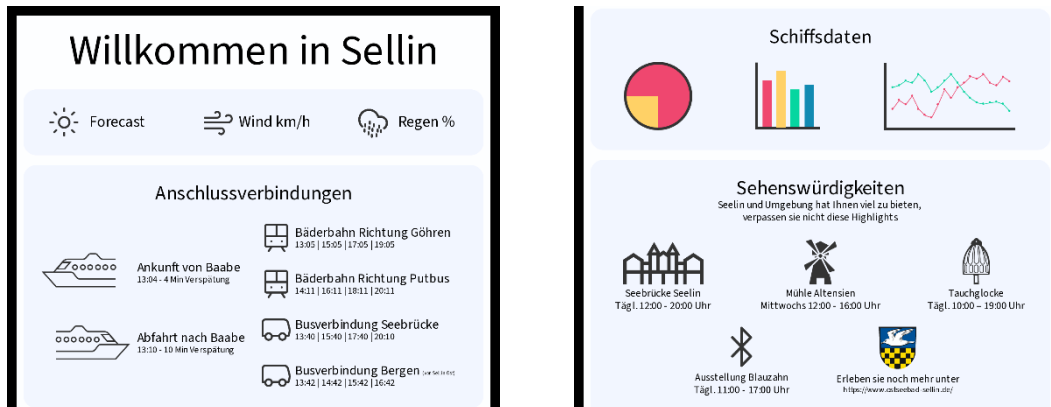 Willkommen in Sellin
Forecast
Wind km/h
Regen %
Anschlussverbindungen
Ankunft von Baabe
13:04 - 4 Min Verspätung
Abfahrt nach Baabe
13:10 - 10 Min Verspätung
Bäderbahn Richtung Göhren
13:05 | 15:05 | 17:05 | 19:05
Bäderbahn Richtung Putbus
14:11 | 16:11 | 18:11 | 20:11
Busverbindung Seebrücke
13:40 | 15:40 | 17:40 | 20:10
Busverbindung Bergen
13:42 | 14:42 | 15:42 | 16:42
Schiffsdaten
Sehenswürdigkeiten
Seelin und Umgebung hat Ihnen viel zu bieten,
verpassen sie nicht diese Highlights
Seebrücke Seelin
Tägl. 12:00 - 20:00 Uhr
Mühle Altensien
Mittwochs 12:00 - 16:00 Uhr
Tauchglocke
Tägl. 10:00 – 19:00 Uhr
Ausstellung Blauzahn
Tägl. 11:00 - 17:00 Uhr
Erleben sie noch mehr unter
https://www.ostseebad-sellin.de/